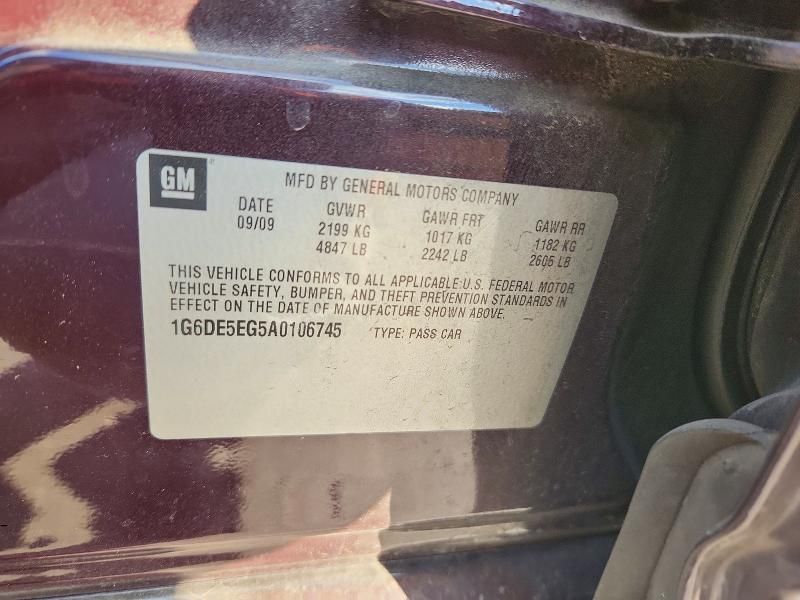 GM
MFD BY GENERAL MOTORS COMPANY
DATE GVWR GAWR FRT GAWR RR
09/09 2199 KG 1017 KG 1182 KG
4847 LB 2242 LB 2605 LB
THIS VEHICLE CONFORMS TO ALL APPLICABLE U.S. FEDERAL MOTOR
VEHICLE SAFETY, BUMPER, AND THEFT PREVENTION STANDARDS IN
EFFECT ON THE DATE OF MANUFACTURE SHOWN ABOVE.
1G6DE5EG5A0106745 TYPE: PASS CAR